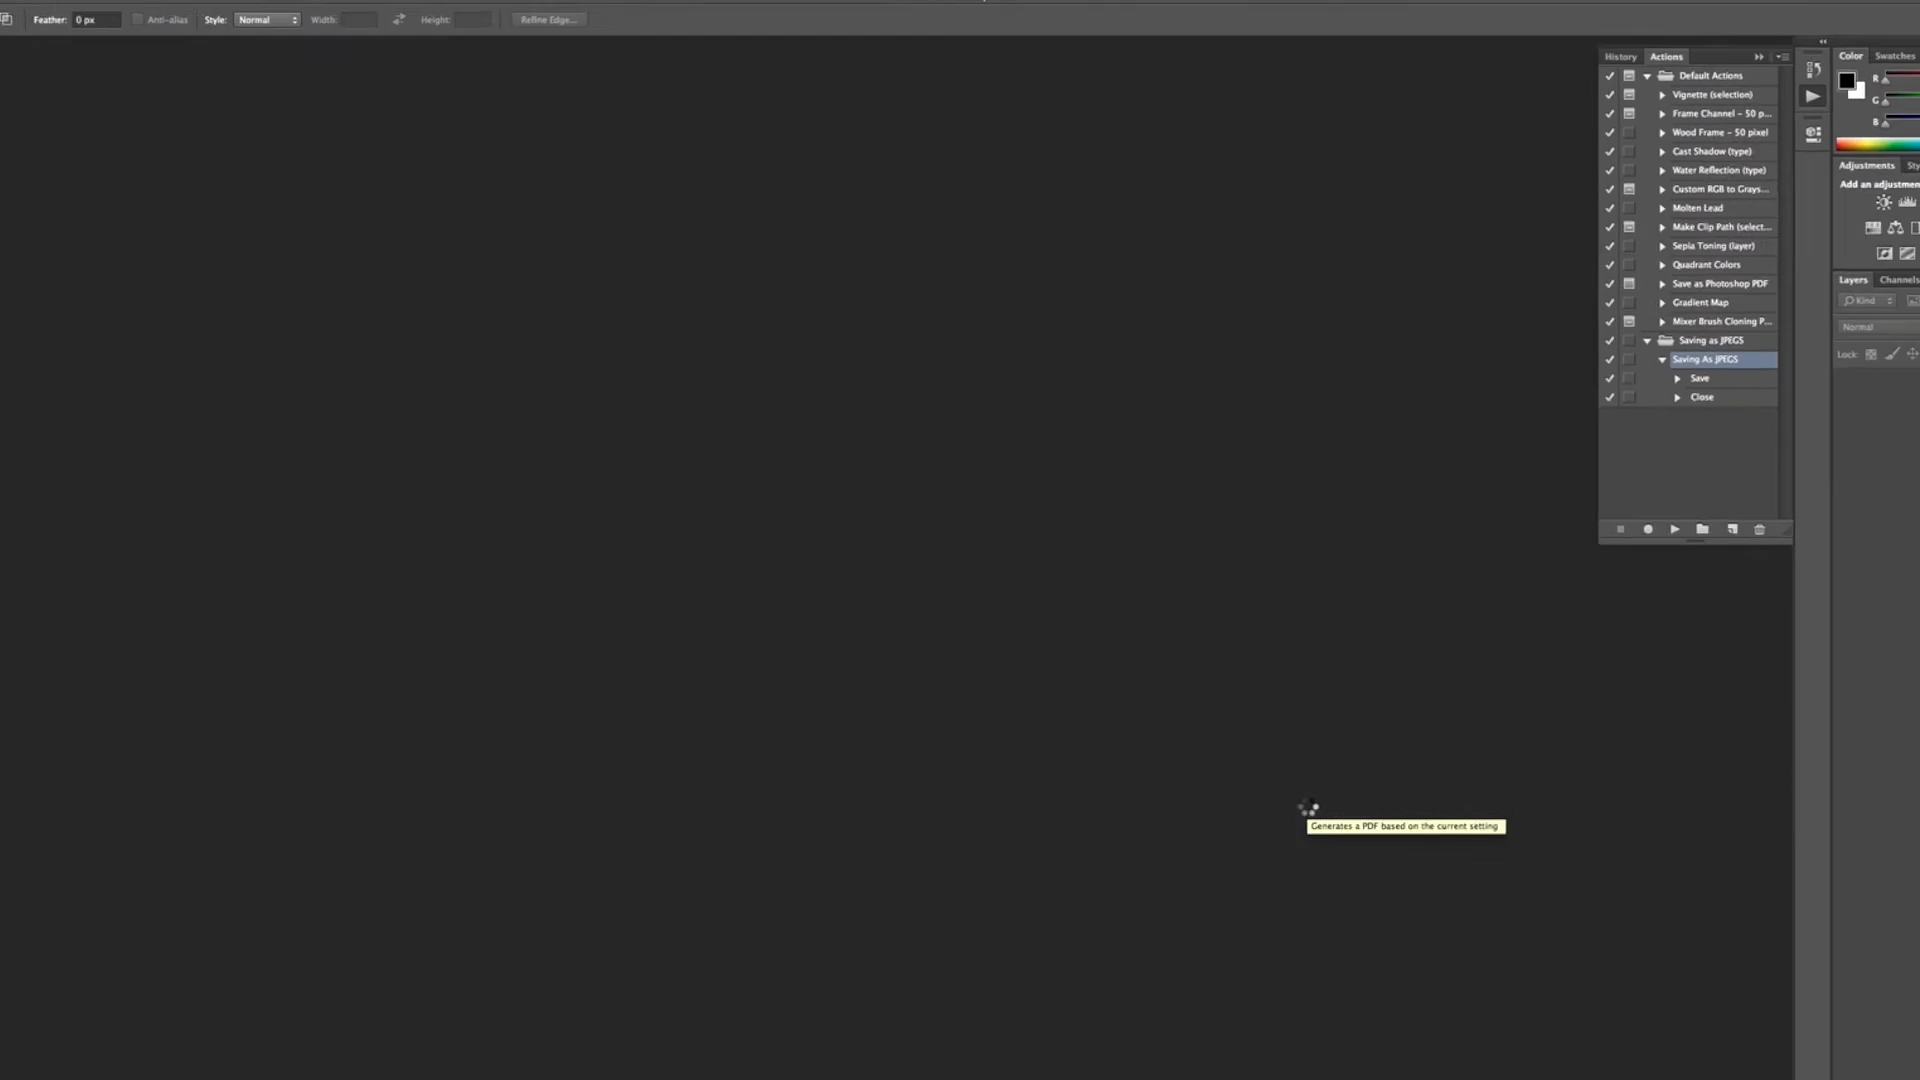 Feather: 0 px Anti-alias Style: Normal Width: Height: Refine Edge...
History Actions
Default Actions
Vignette (selection)
Frame Channel - 50 p...
Wood Frame - 50 pixel
Cast Shadow (type)
Water Reflection (type)
Custom RGB to Grays...
Molten Lead
Make Clip Path (select...
Sepia Toning (layer)
Quadrant Colors
Save as Photoshop PDF
Gradient Map
Mixer Brush Cloning P...
Saving as JPEGS
Saving As JPEGS
Save
Close
Color Swatches
R
G
B
Adjustments Sty
Add an adjustmen
Layers Channels
Kind
Normal
Lock:
Generates a PDF based on the current setting